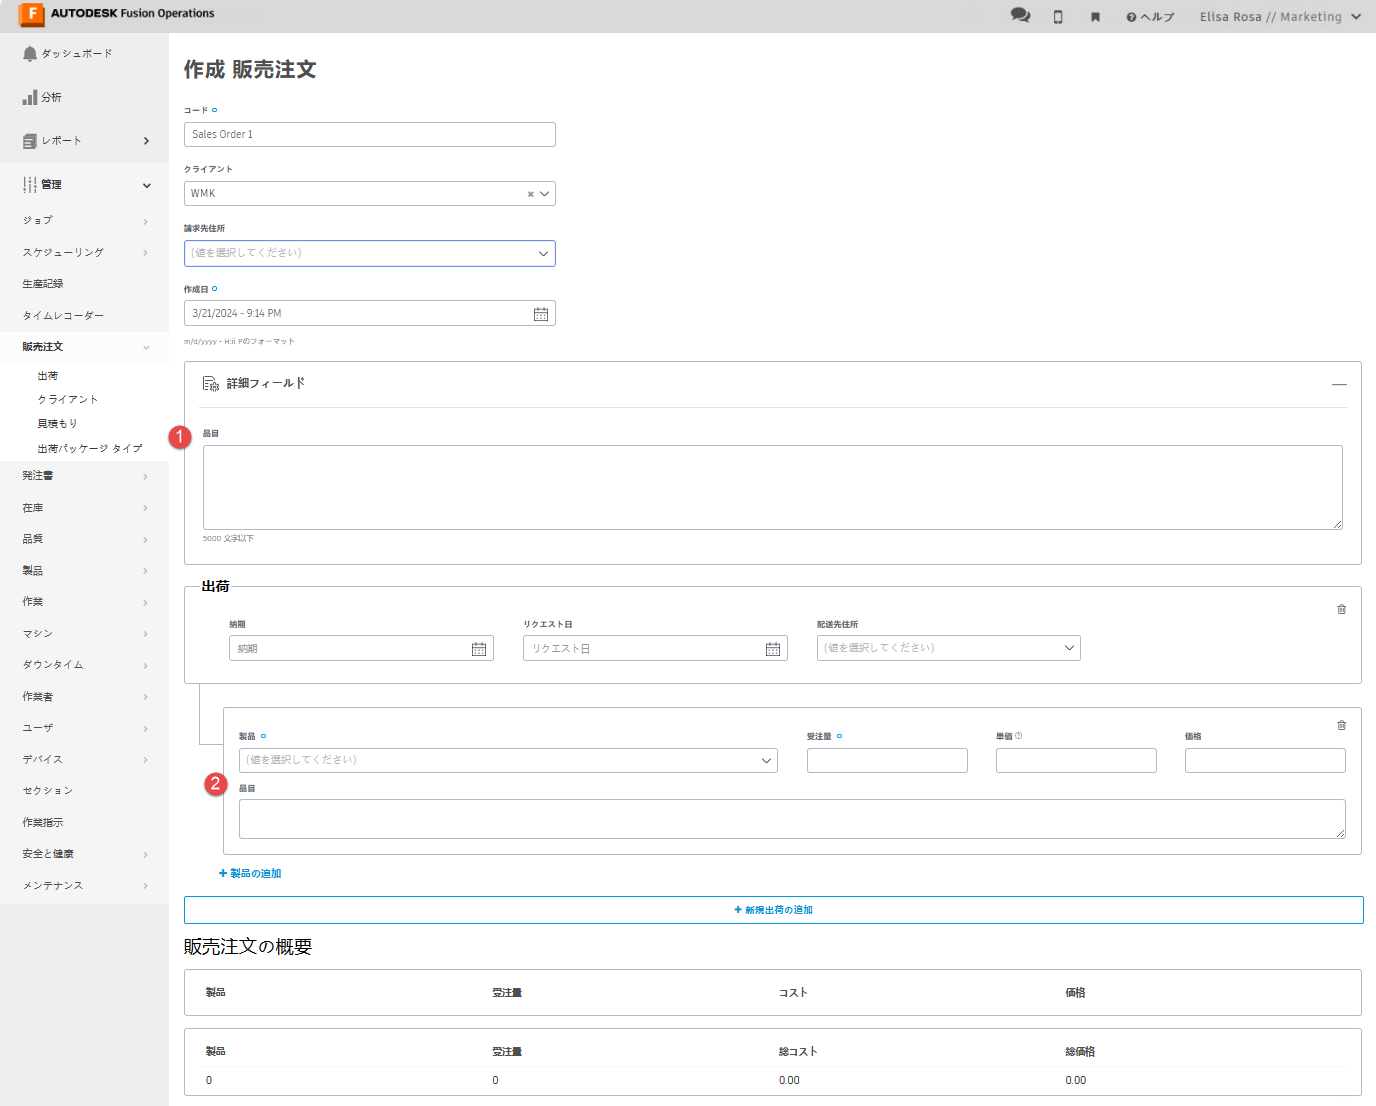 F AUTODESK Fusion Operations
ヘルプ
Elisa Rosa // Marketing
ダッシュボード
分析
レポート
管理
ジョブ
スケジューリング
生産記録
タイムレコーダー
販売注文
出荷
クライアント
見積もり
出荷パッケージ タイプ
発注書
在庫
品質
製品
作業
マシン
ダウンタイム
作業者
ユーザ
デバイス
セクション
作業指示
安全と健康
メンテナンス
作成 販売注文
コード
Sales Order 1
クライアント
WMK
請求先住所
(値を選択してください)
作成日
3/21/2024 - 9:14 PM
m/d/yyyy - H:ii Pのフォーマット
詳細フィールド
1
品目
5000 文字以下
出荷
納期 リクエスト日 配送先住所
納期 リクエスト日 (値を選択してください)
製品 受注量 単価 価格
(値を選択してください)
2
品目
+ 製品の追加
+ 新規出荷の追加
販売注文の概要
製品 受注量 コスト 価格
製品 受注量 総コスト 総価格
0 0 0.00 0.00